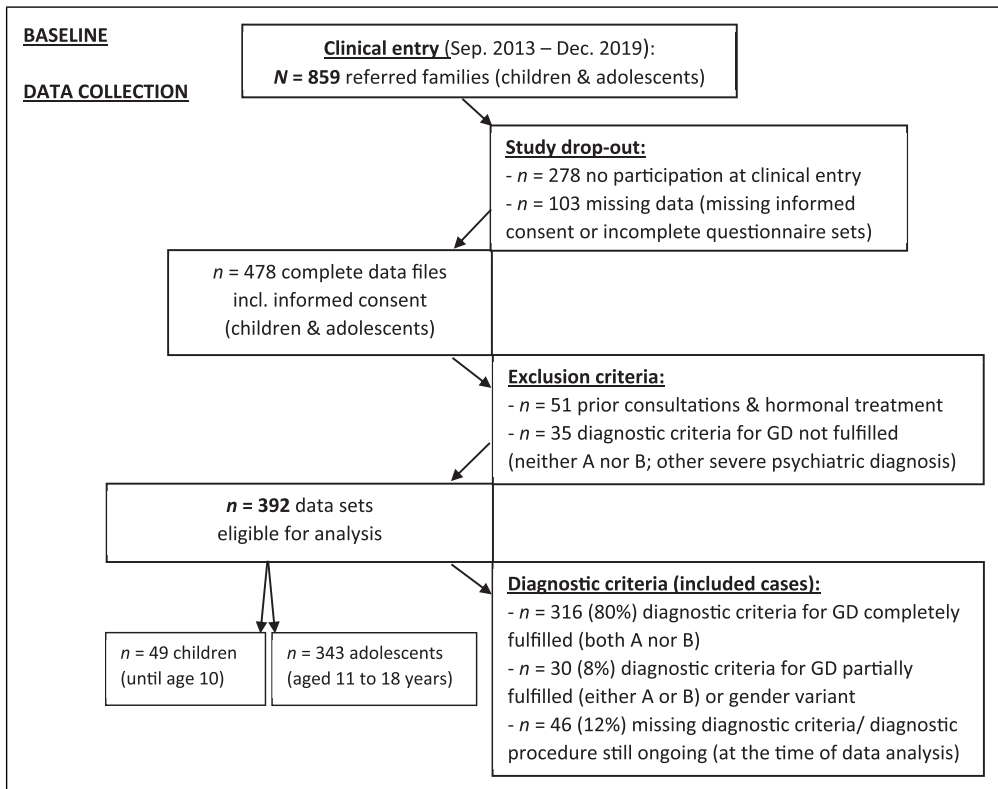 BASELINE
DATA COLLECTION
Clinical entry (Sep. 2013 – Dec. 2019):
N = 859 referred families (children & adolescents)
Study drop-out:
- n = 278 no participation at clinical entry
- n = 103 missing data (missing informed
consent or incomplete questionnaire sets)
n = 478 complete data files
incl. informed consent
(children & adolescents)
Exclusion criteria:
- n = 51 prior consultations & hormonal treatment
- n = 35 diagnostic criteria for GD not fulfilled
(neither A nor B; other severe psychiatric diagnosis)
n = 392 data sets
eligible for analysis
n = 49 children
(until age 10)
n = 343 adolescents
(aged 11 to 18 years)
Diagnostic criteria (included cases):
- n = 316 (80%) diagnostic criteria for GD completely
fulfilled (both A nor B)
- n = 30 (8%) diagnostic criteria for GD partially
fulfilled (either A or B) or gender variant
- n = 46 (12%) missing diagnostic criteria/ diagnostic
procedure still ongoing (at the time of data analysis)